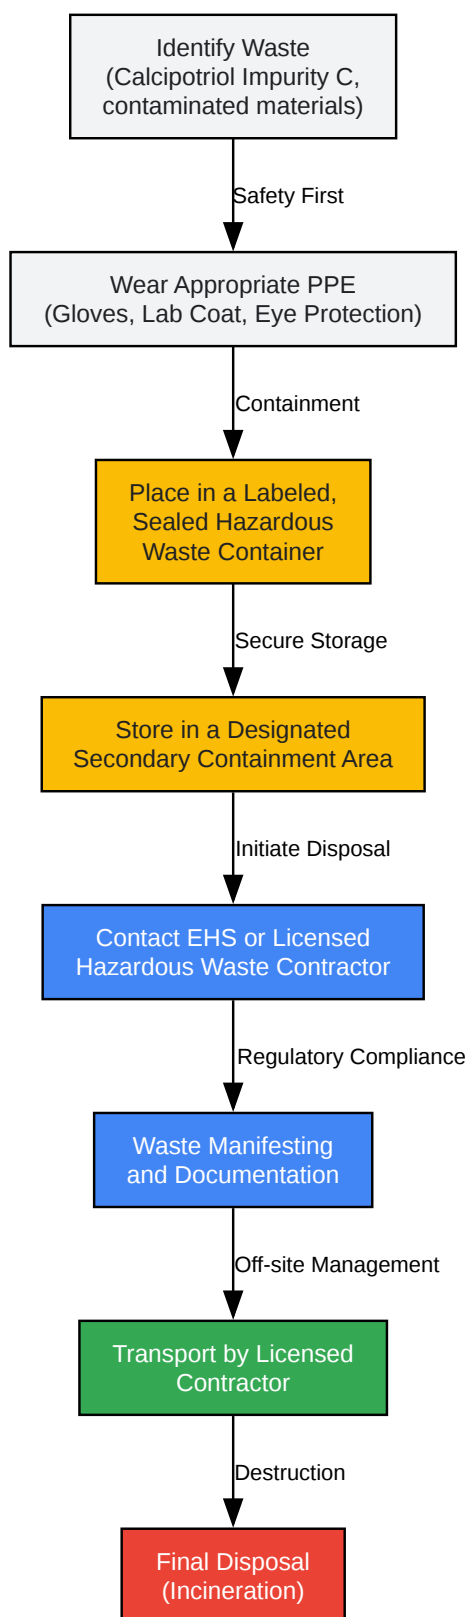 Identify Waste
(Calcipotriol Impurity C,
contaminated materials)
Safety First
Wear Appropriate PPE
(Gloves, Lab Coat, Eye Protection)
Containment
Place in a Labeled,
Sealed Hazardous
Waste Container
Secure Storage
Store in a Designated
Secondary Containment Area
Initiate Disposal
Contact EHS or Licensed
Hazardous Waste Contractor
Regulatory Compliance
Waste Manifesting
and Documentation
Off-site Management
Transport by Licensed
Contractor
Destruction
Final Disposal
(Incineration)